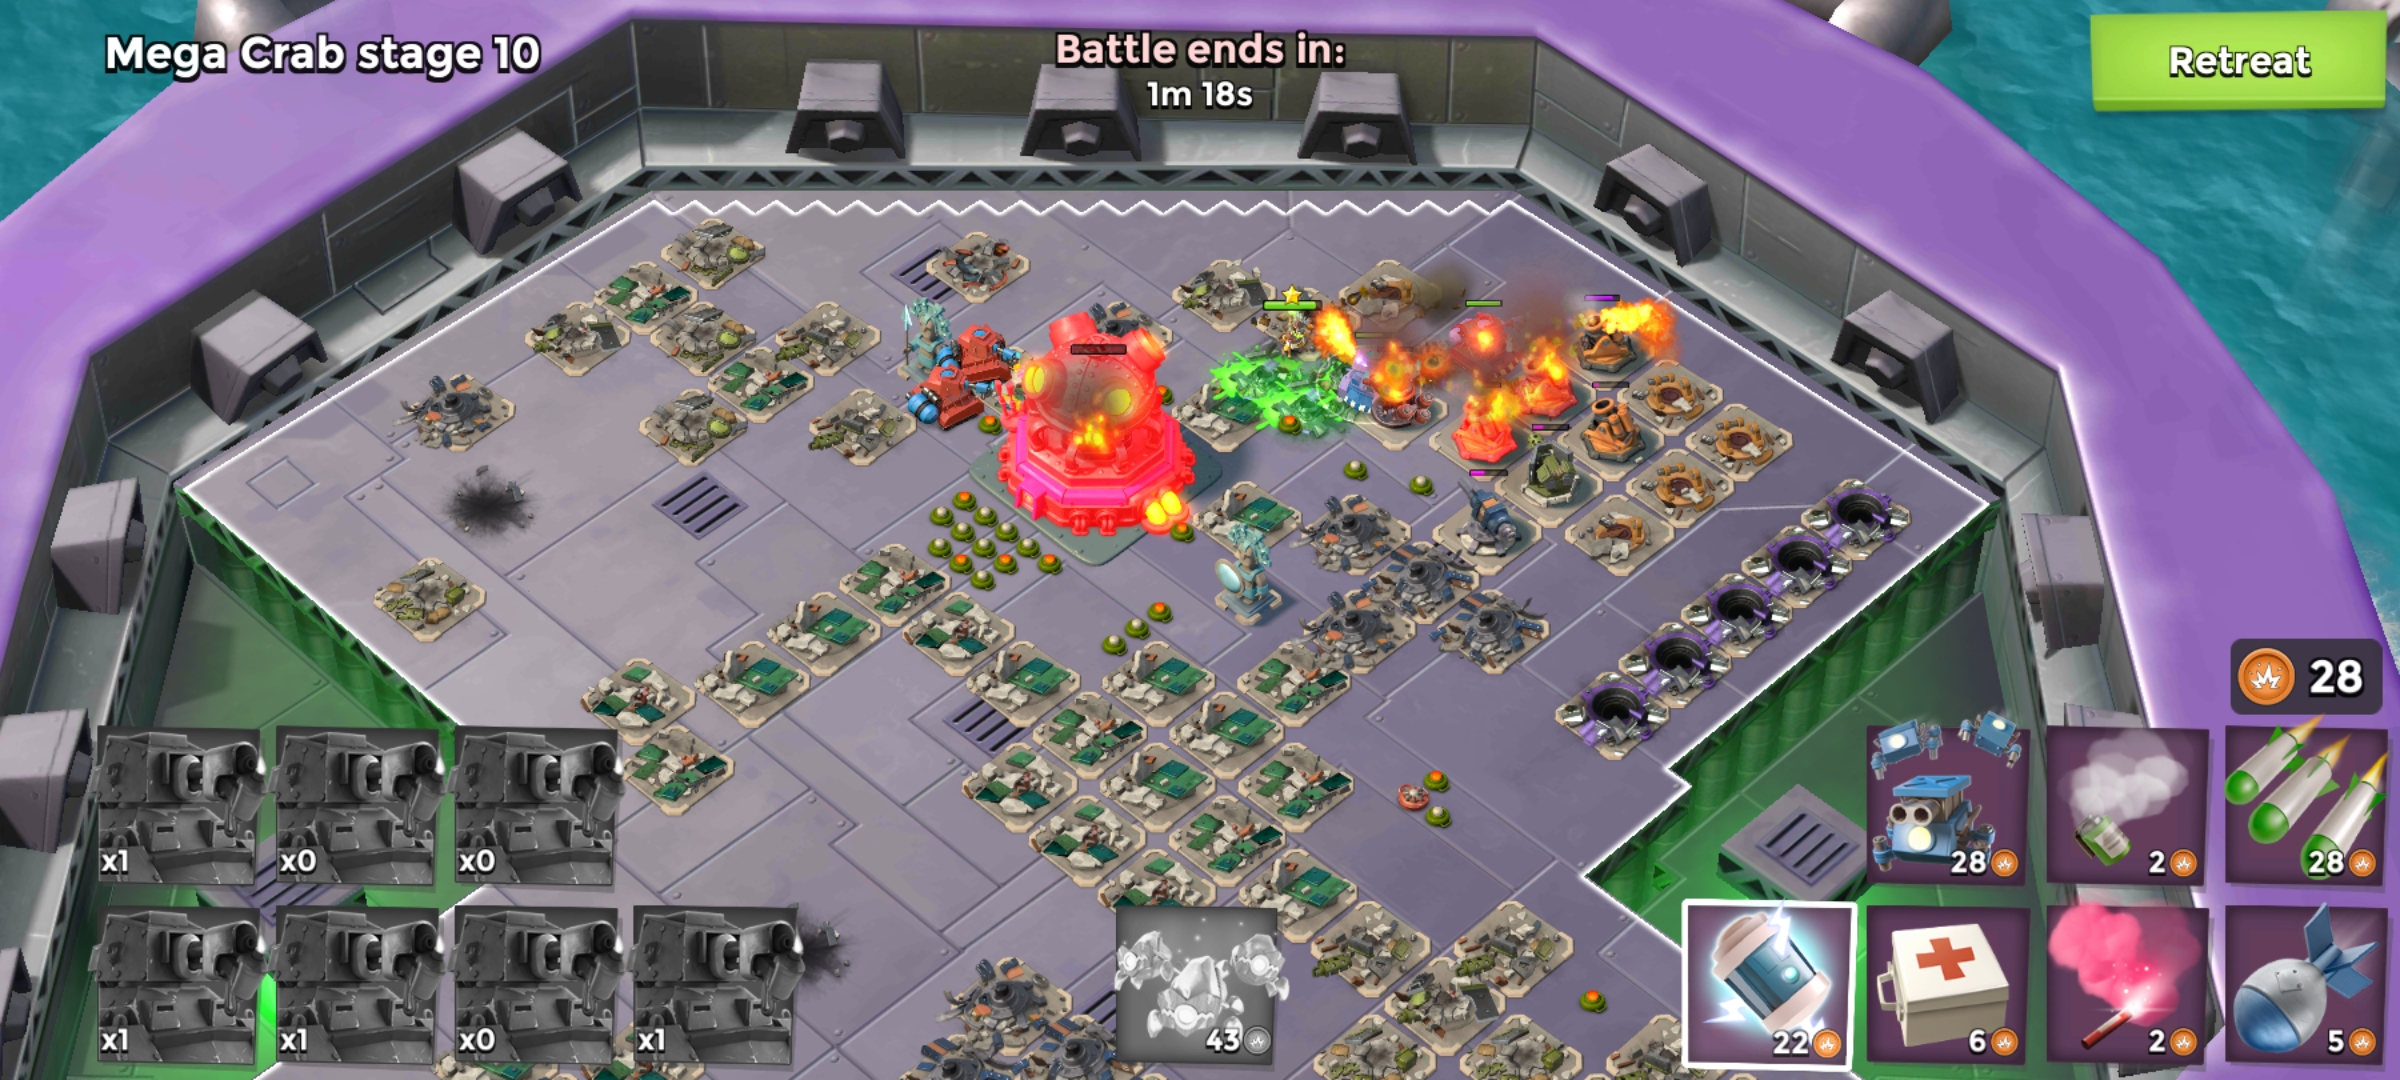 Mega Crab stage 10
Battle ends in:
1m 18s
Retreat
28
x1
x0
x0
28
2
28
x1
x1
x0
x1
43
22
6
2
5